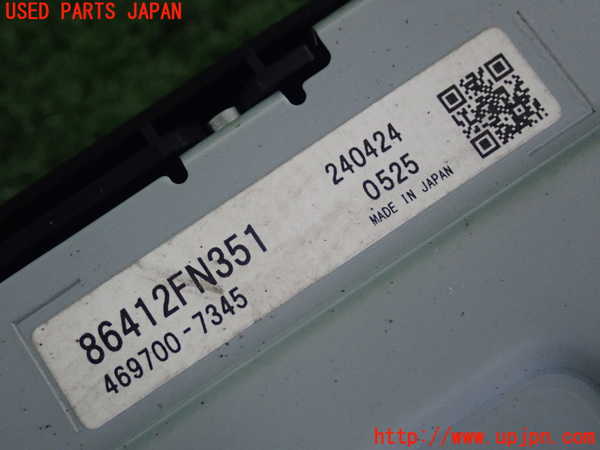 USED PARTS JAPAN
240424
0525
MADE IN JAPAN
86412FN351
469700-7345
http://www.upjpn.com